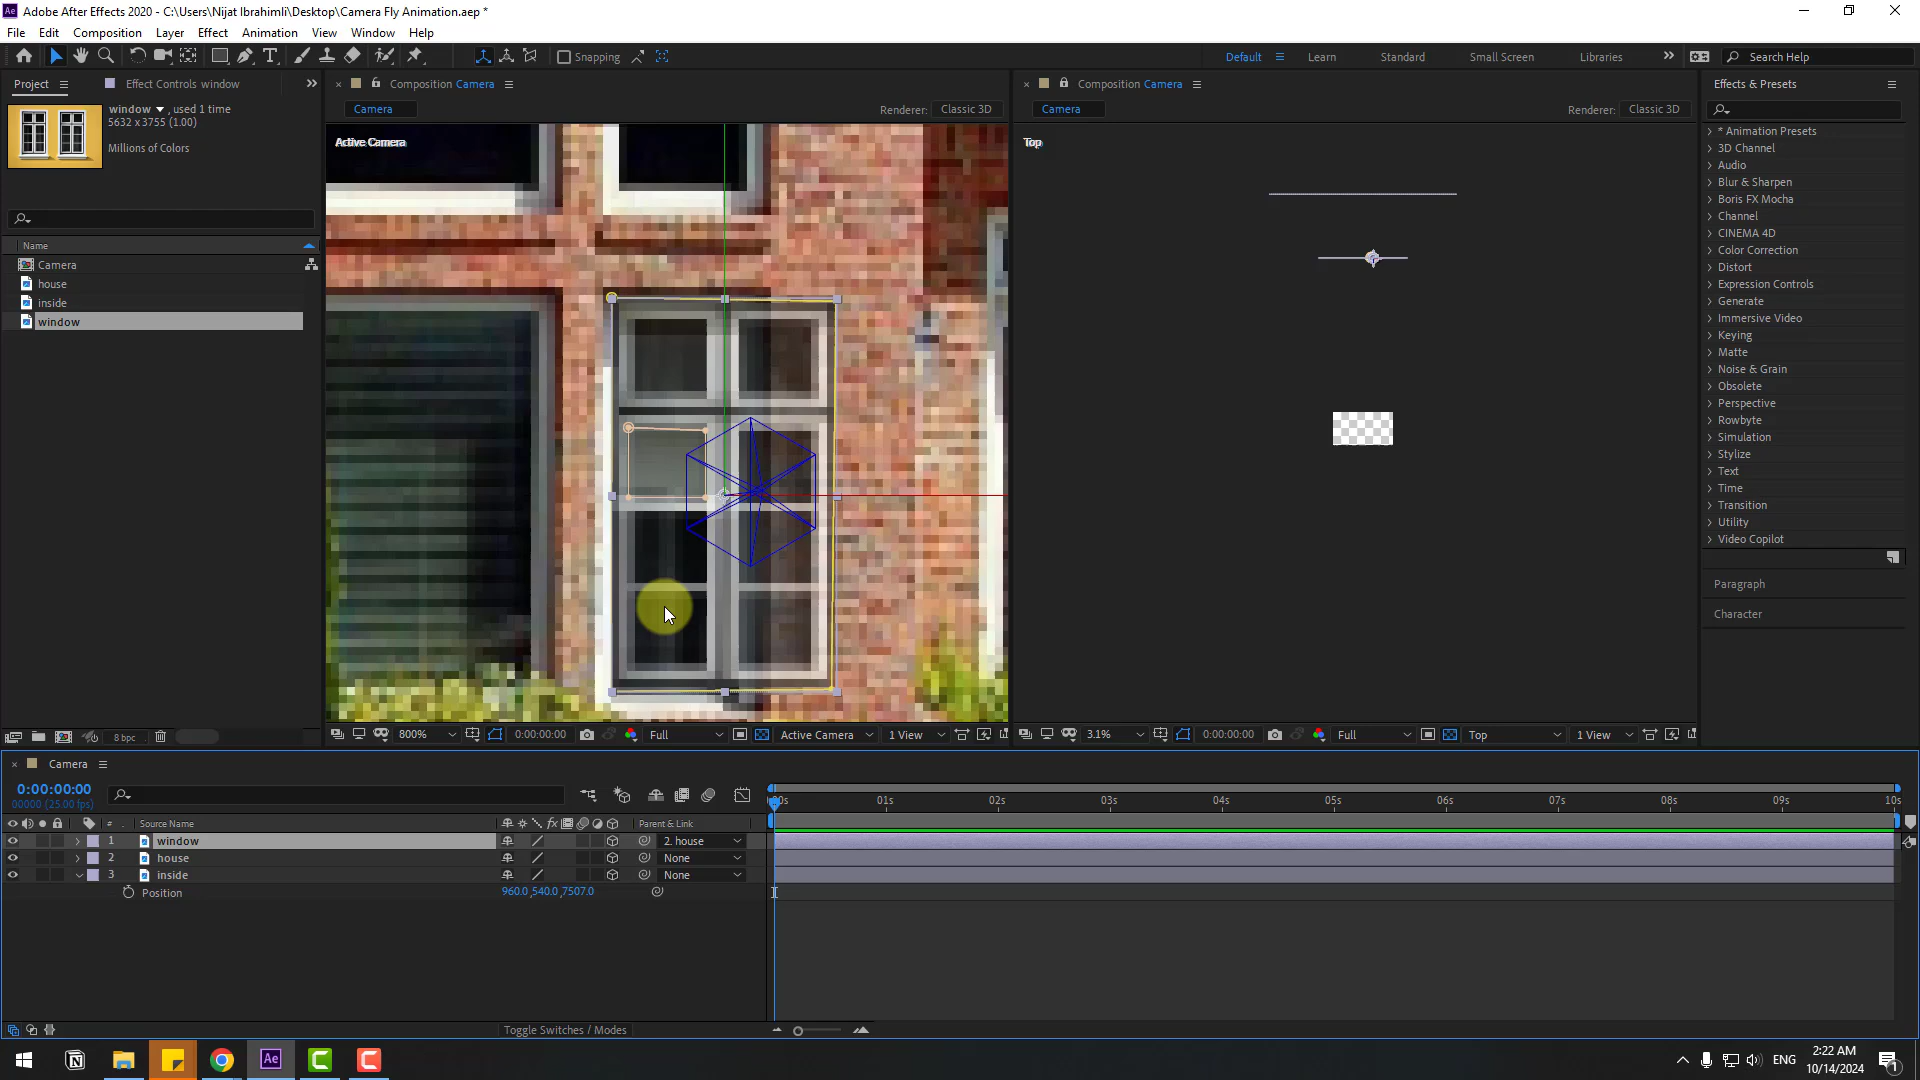 Adobe After Effects 2020 - C:\Users\Nijat Ibrahimli\Desktop\Camera Fly Animation.aep *
File Edit Composition Layer Effect Animation View Window Help
Snapping
Default Learn Standard Small Screen Libraries Search Help
Project Effect Controls window
window , used 1 time
5632 x 3755 (1.00)
Millions of Colors
Name
Camera
house
inside
window
8 bpc
Composition Camera
Camera
Renderer: Classic 3D
Active Camera
800% 0:00:00:00 Full Active Camera 1 View
Composition Camera
Camera
Renderer: Classic 3D
Top
3.1% 0:00:00:00 Full Top 1 View
Effects & Presets
* Animation Presets
3D Channel
Audio
Blur & Sharpen
Boris FX Mocha
Channel
CINEMA 4D
Color Correction
Distort
Expression Controls
Generate
Immersive Video
Keying
Matte
Noise & Grain
Obsolete
Perspective
Rowbyte
Simulation
Stylize
Text
Time
Transition
Utility
Video Copilot
Paragraph
Character
Camera
0:00:00:00
00000 (25.00 fps)
:00s 01s 02s 03s 04s 05s 06s 07s 08s 09s 10s
# Source Name fx Parent & Link
1 window 2. house
2 house None
3 inside None
Position 960.0,540.0,7507.0
Toggle Switches / Modes
Ae
ENG
2:22 AM
10/14/2024
1